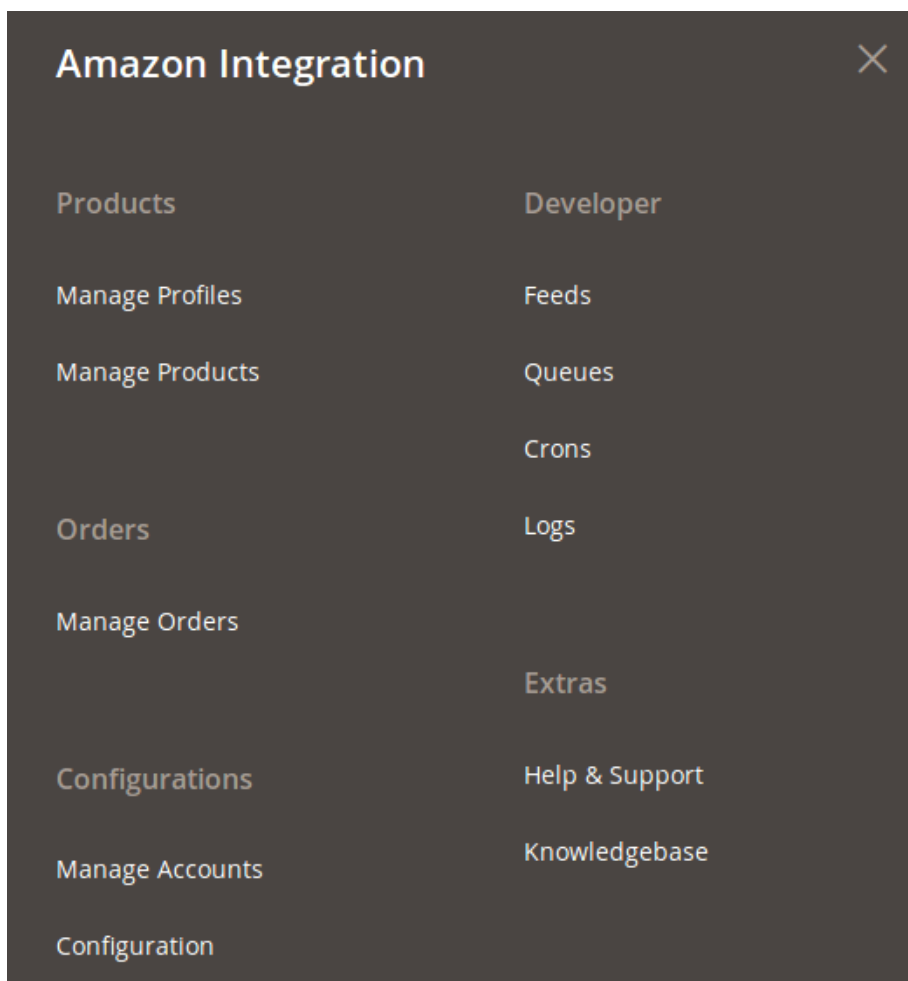 Amazon Integration
Products
Manage Profiles
Manage Products
Orders
Manage Orders
Configurations
Manage Accounts
Configuration
Developer
Feeds
Queues
Crons
Logs
Extras
Help & Support
Knowledgebase